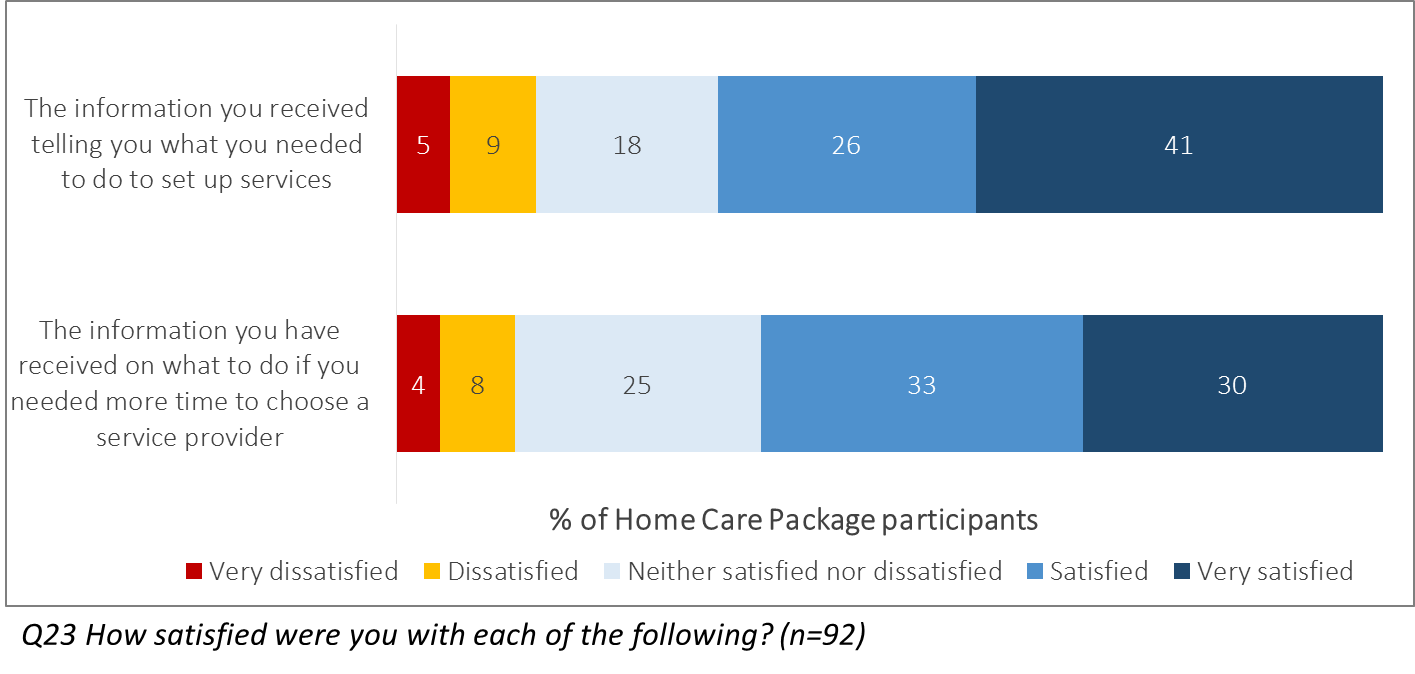 The information you received
telling you what you needed
to do to set up services
5 9 18 26 41
The information you have
received on what to do if you
needed more time to choose a
service provider
4 8 25 33 30
% of Home Care Package participants
Very dissatisfied Dissatisfied Neither satisfied nor dissatisfied Satisfied Very satisfied
Q23 How satisfied were you with each of the following? (n=92)